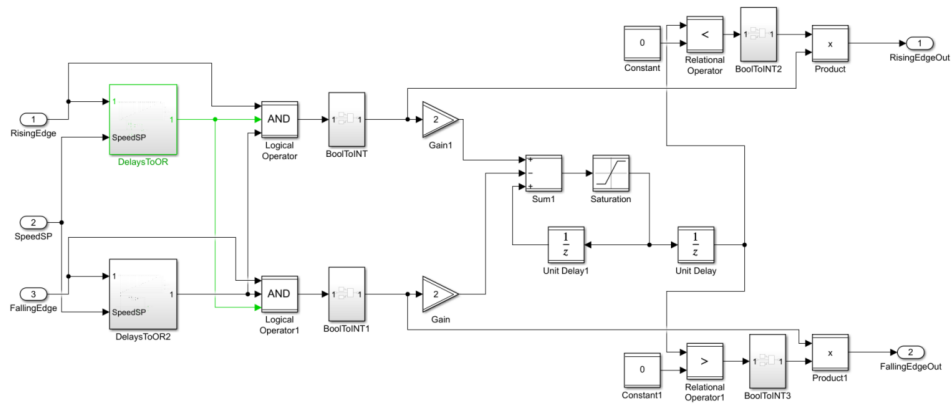 1
RisingEdge
2
SpeedSP
3
FallingEdge
1
SpeedSP
1
DelaysToOR
1
SpeedSP
1
DelaysToOR2
AND
Logical
Operator
AND
Logical
Operator1
1
1
BoolToINT
1
1
BoolToINT1
2
Gain1
2
Gain
+
−
+
Sum1
Saturation
1
z
Unit Delay1
1
z
Unit Delay
0
Constant
<
Relational
Operator
1
1
BoolToINT2
x
Product
1
RisingEdgeOut
0
Constant1
>
Relational
Operator1
1
1
BoolToINT3
x
Product1
2
FallingEdgeOut